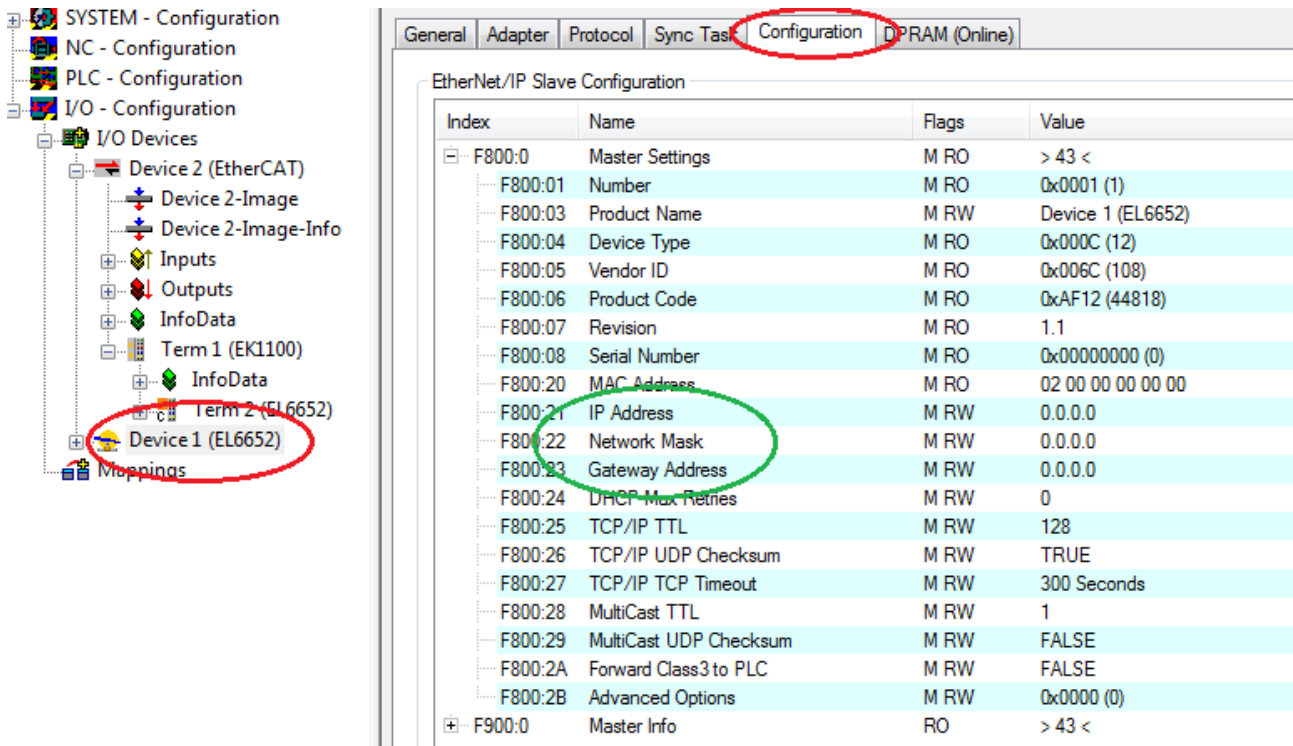 SYSTEM - Configuration
NC - Configuration
PLC - Configuration
I/O - Configuration
I/O Devices
Device 2 (EtherCAT)
Device 2-Image
Device 2-Image-Info
Inputs
Outputs
InfoData
Term 1 (EK1100)
InfoData
Term 2 (EL6652)
Device 1 (EL6652)
Mappings
General Adapter Protocol Sync Task Configuration DPRAM (Online)
EtherNet/IP Slave Configuration
Index Name Flags Value
F800:0 Master Settings M RO > 43 <
F800:01 Number M RO 0x0001 (1)
F800:03 Product Name M RW Device 1 (EL6652)
F800:04 Device Type M RO 0x000C (12)
F800:05 Vendor ID M RO 0x006C (108)
F800:06 Product Code M RO 0xAF12 (44818)
F800:07 Revision M RO 1.1
F800:08 Serial Number M RO 0x00000000 (0)
F800:20 MAC Address M RO 02 00 00 00 00 00
F800:21 IP Address M RW 0.0.0.0
F800:22 Network Mask M RW 0.0.0.0
F800:23 Gateway Address M RW 0.0.0.0
F800:24 DHCP Max Retries M RW 0
F800:25 TCP/IP TTL M RW 128
F800:26 TCP/IP UDP Checksum M RW TRUE
F800:27 TCP/IP TCP Timeout M RW 300 Seconds
F800:28 MultiCast TTL M RW 1
F800:29 MultiCast UDP Checksum M RW FALSE
F800:2A Forward Class3 to PLC M RW FALSE
F800:2B Advanced Options M RW 0x0000 (0)
F900:0 Master Info RO > 43 <